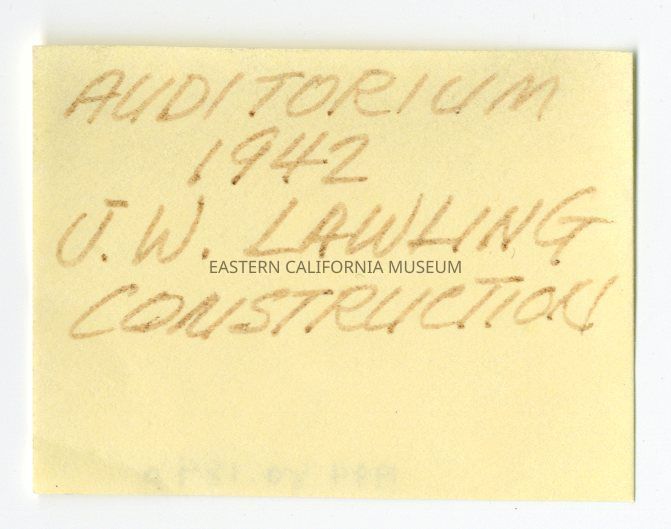 AUDITORIUM
1942
J.W. LAWLING
EASTERN CALIFORNIA MUSEUM
CONSTRUCTION